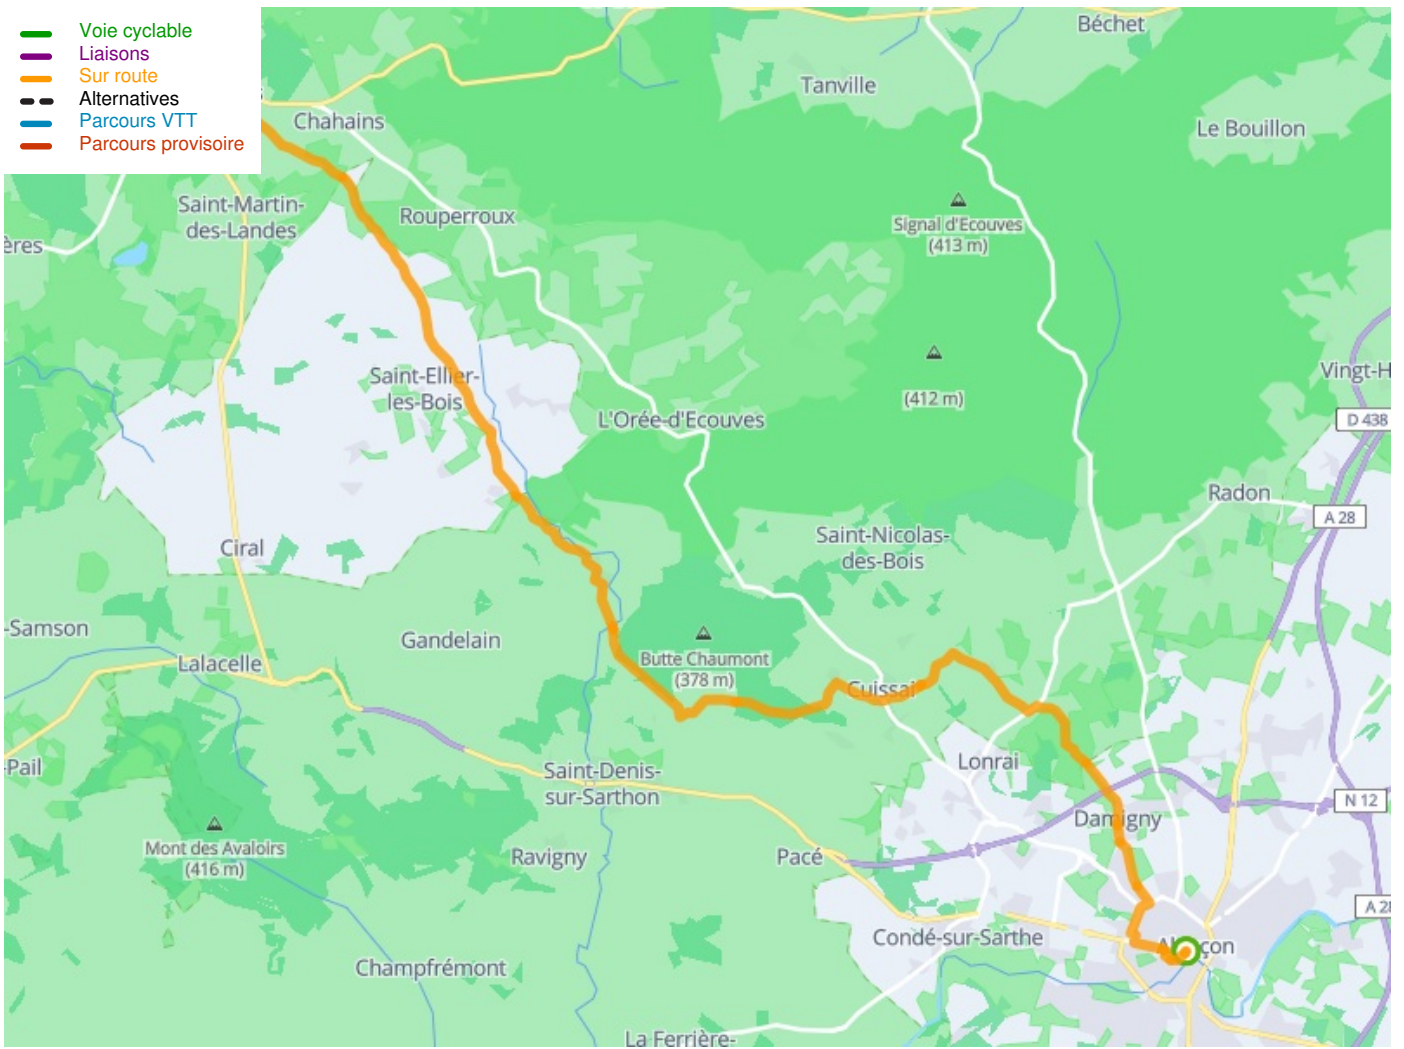 Voie cyclable
Liaisons
Sur route
Alternatives
Parcours VTT
Parcours provisoire
Béchet
Tanville
Chahains
Le Bouillon
Saint-Martin-
des-Landes
Rouperroux
Signal d'Ecouves
(413 m)
ères
Vingt-H
Saint-Ellier-
les-Bois
(412 m)
L'Orée-d'Ecouves
D 438
Radon
A 28
Saint-Nicolas-
des-Bois
Ciral
-Samson
Gandelain
Lalacelle
Butte Chaumont
(378 m)
Cuissai
-Pail
Lonrai
Saint-Denis-
sur-Sarthon
N 12
Damigny
Mont des Avaloirs
(416 m)
Ravigny
Pacé
A 28
Condé-sur-Sarthe
Alençon
Champfrémont
La Ferrière-